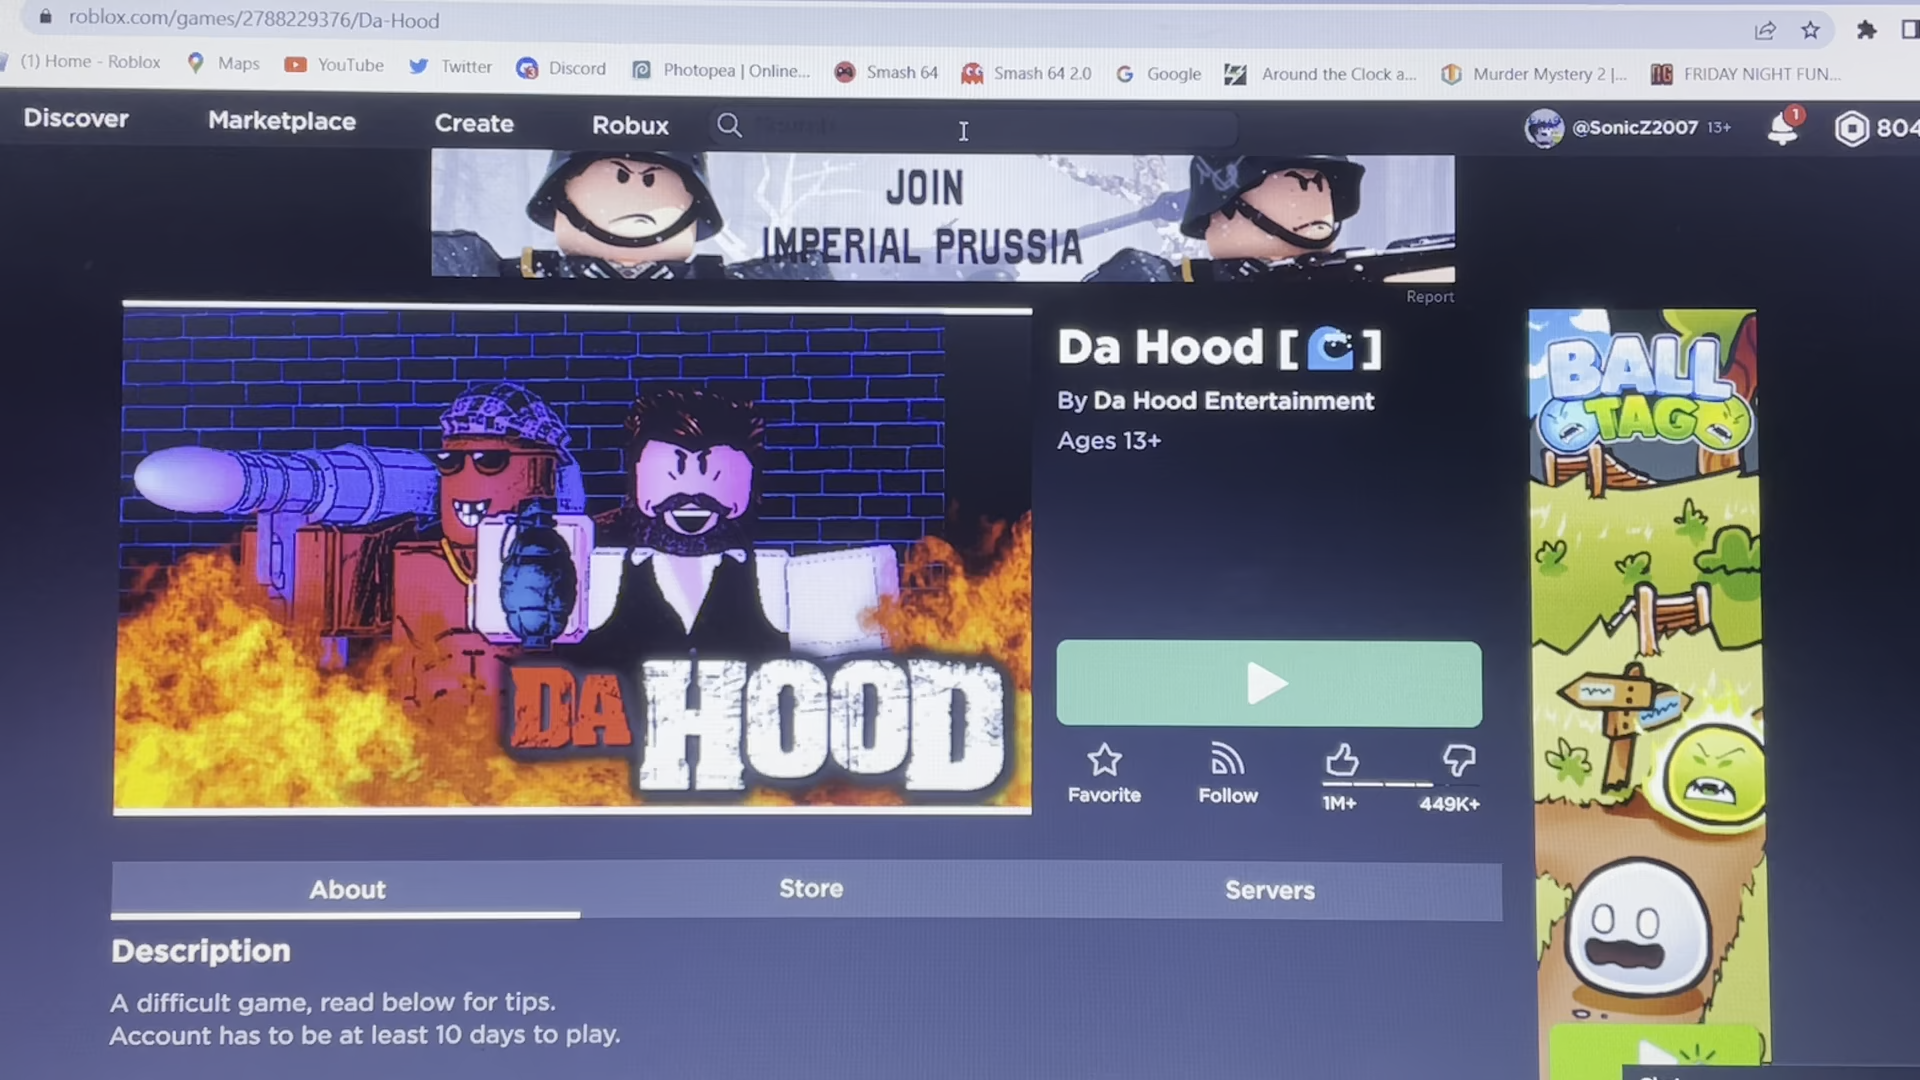 roblox.com/games/2788229376/Da-Hood
(1) Home - Roblox Maps YouTube Twitter Discord Photopea | Online... Smash 64 Smash 64 2.0 Google Around the Clock a... Murder Mystery 2 |... FRIDAY NIGHT FUN...
Discover Marketplace Create Robux @SonicZ2007 13+ 1 804
JOIN
IMPERIAL PRUSSIA
Report
DA HOOD
Da Hood [ ]
By Da Hood Entertainment
Ages 13+
Favorite Follow 1M+ 449K+
BALL
TAG
About Store Servers
Description
A difficult game, read below for tips.
Account has to be at least 10 days to play.